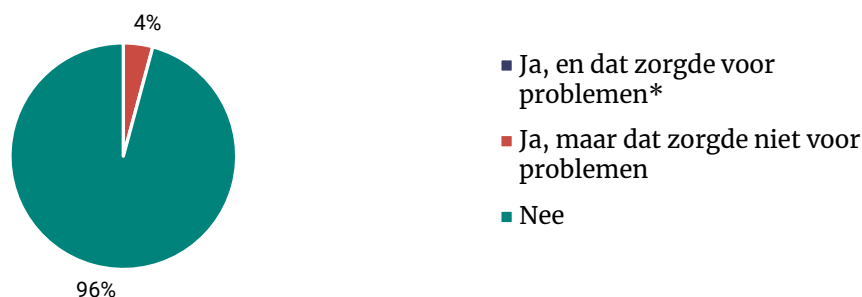 4%
Ja, en dat zorgde voor
problemen*
Ja, maar dat zorgde niet voor
problemen
Nee
96%